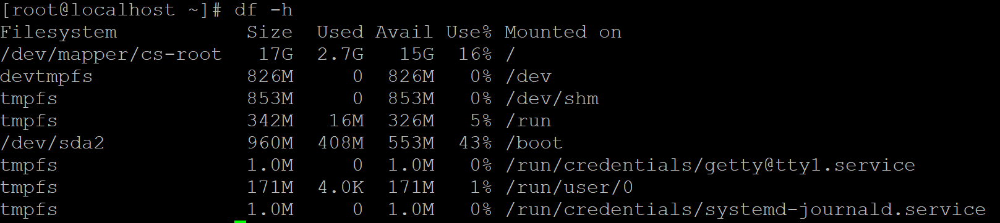 [root@localhost ~]# df -h
Filesystem           Size  Used Avail Use% Mounted on
/dev/mapper/cs-root   17G  2.7G   15G  16% /
devtmpfs             826M     0  826M   0% /dev
tmpfs                853M     0  853M   0% /dev/shm
tmpfs                342M   16M  326M   5% /run
/dev/sda2            960M  408M  553M  43% /boot
tmpfs                1.0M     0  1.0M   0% /run/credentials/getty@tty1.service
tmpfs                171M  4.0K  171M   1% /run/user/0
tmpfs                1.0M     0  1.0M   0% /run/credentials/systemd-journald.service